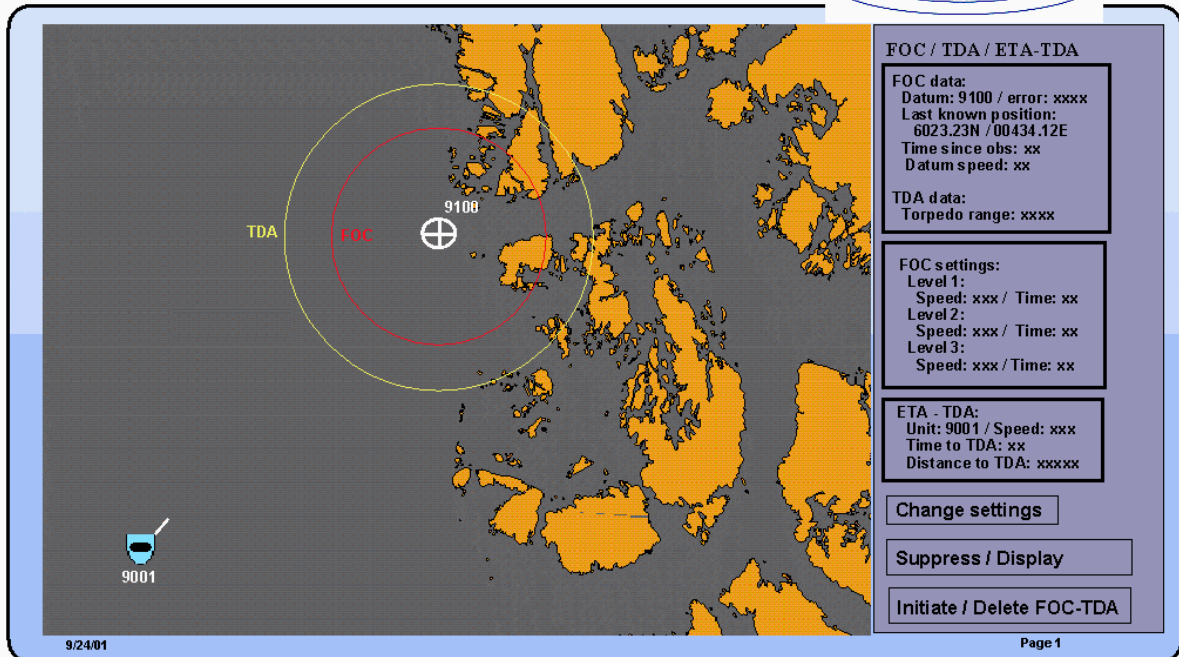 FOC / TDA / ETA-TDA
FOC data:
Datum: 9100 / error: xxxx
Last known position:
6023.23N / 00434.12E
Time since obs: xx
Datum speed: xx
TDA data:
Torpedo range: xxxx
FOC settings:
Level 1:
Speed: xxx / Time: xx
Level 2:
Speed: xxx / Time: xx
Level 3:
Speed: xxx / Time: xx
ETA - TDA:
Unit: 9001 / Speed: xxx
Time to TDA: xx
Distance to TDA: xxxxx
Change settings
Suppress / Display
Initiate / Delete FOC-TDA
9100
TDA
FOC
9001
9/24/01
Page 1